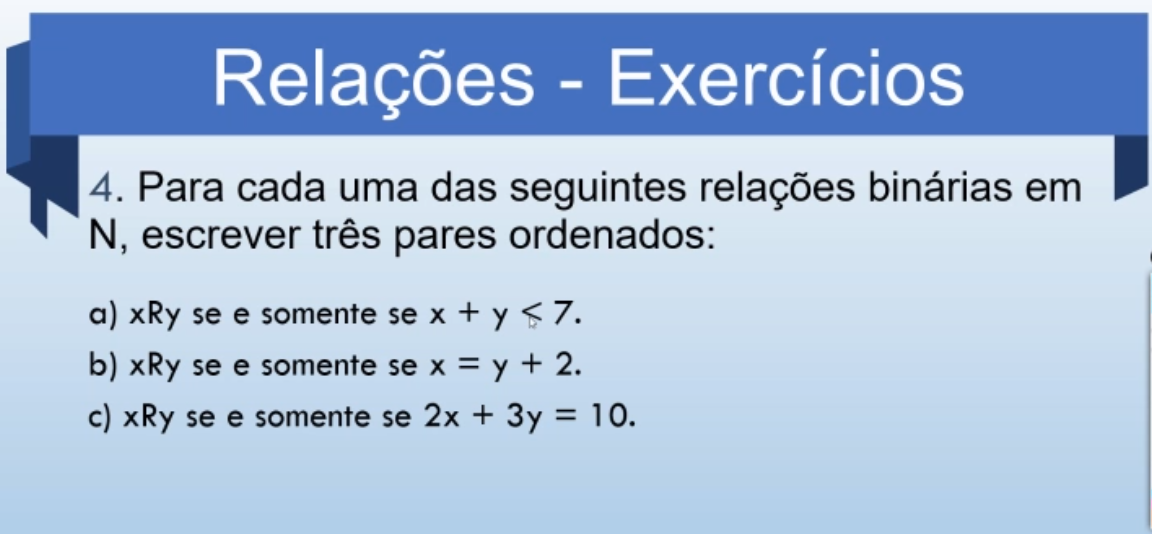 Relações - Exercícios
4. Para cada uma das seguintes relações binárias em
N, escrever três pares ordenados:
a) xRy se e somente se x + y < 7.
b) xRy se e somente se x = y + 2.
c) xRy se e somente se 2x + 3y = 10.